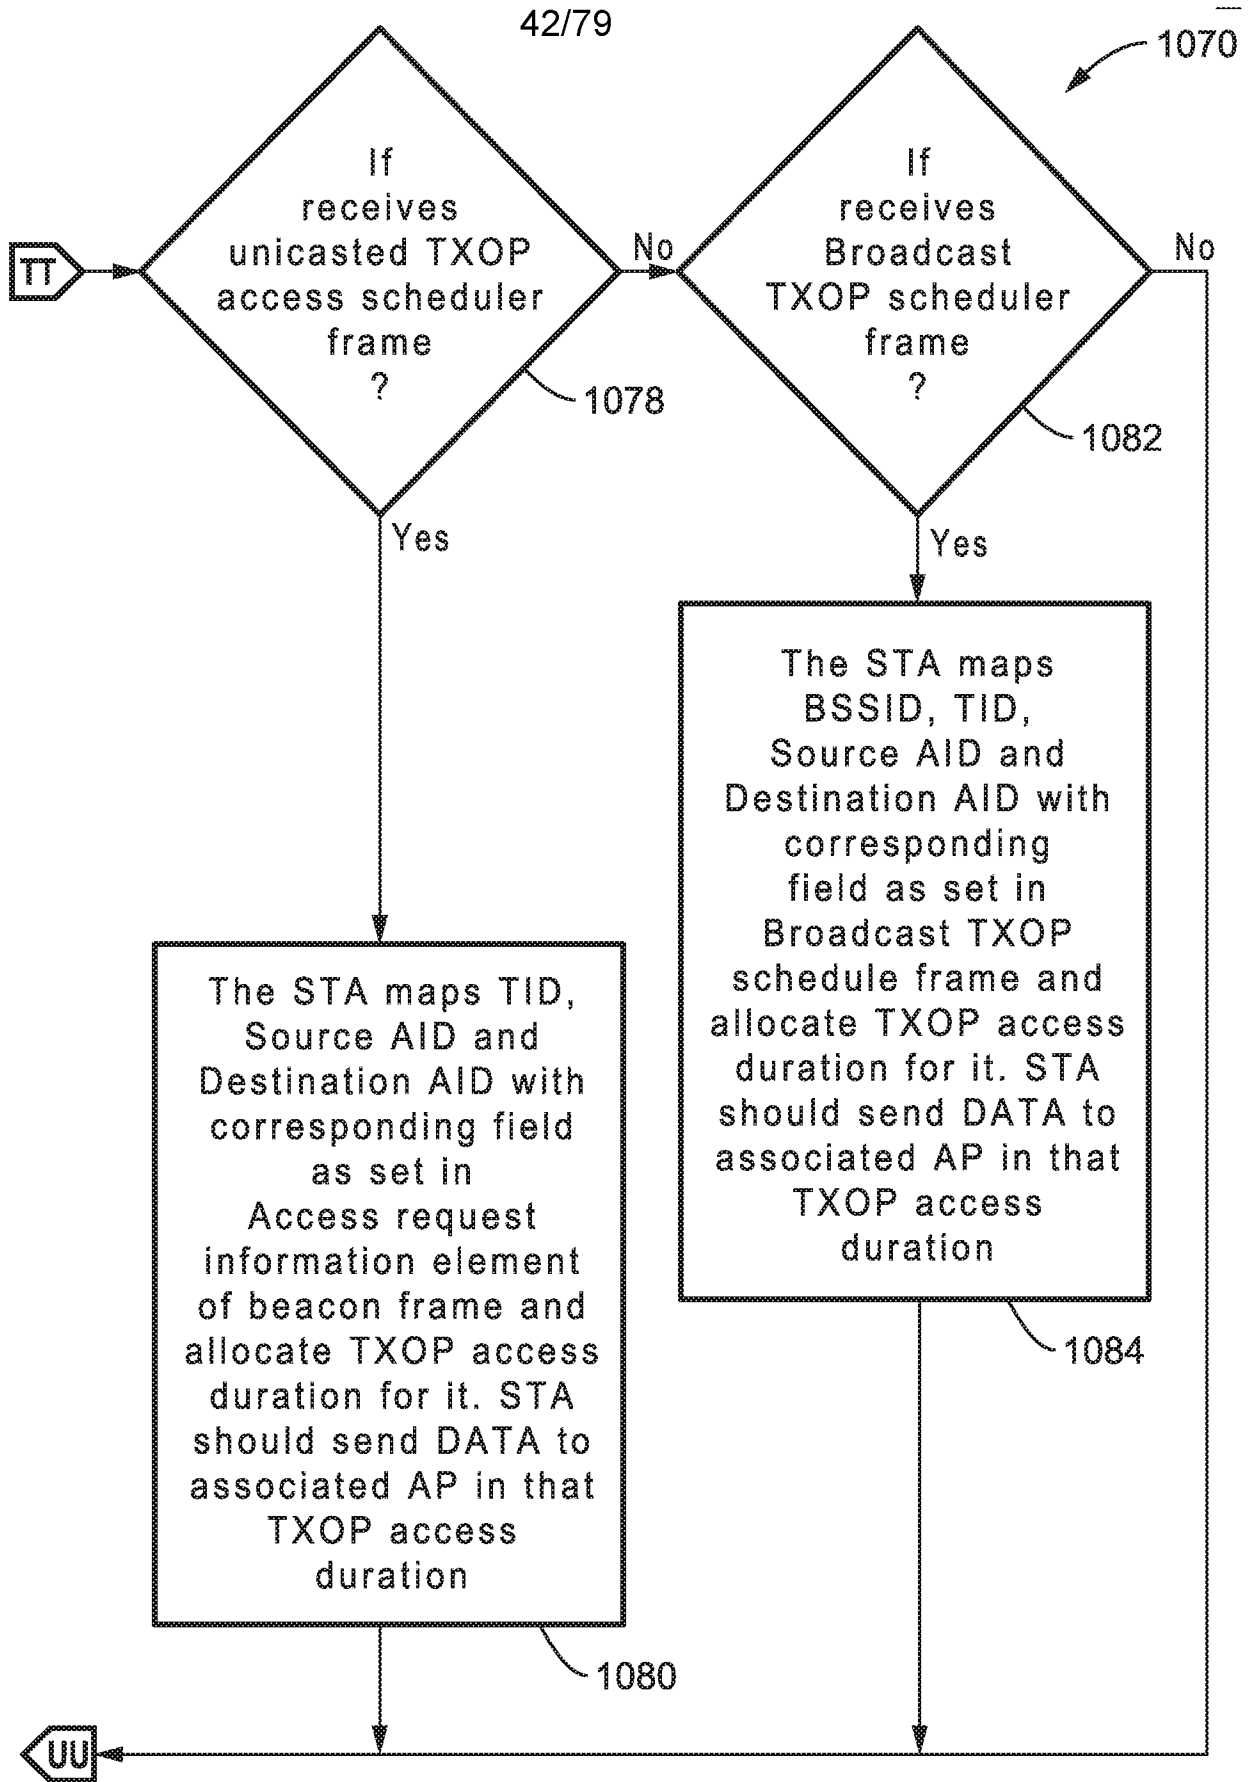 42/79
1070
TT
If
receives
unicasted TXOP
access scheduler
frame
?
1078
No
Yes
If
receives
Broadcast
TXOP scheduler
frame
?
1082
No
Yes
The STA maps
BSSID, TID,
Source AID and
Destination AID with
corresponding
field as set in
Broadcast TXOP
schedule frame and
allocate TXOP access
duration for it. STA
should send DATA to
associated AP in that
TXOP access
duration
1084
The STA maps TID,
Source AID and
Destination AID with
corresponding field
as set in
Access request
information element
of beacon frame and
allocate TXOP access
duration for it. STA
should send DATA to
associated AP in that
TXOP access
duration
1080
UU